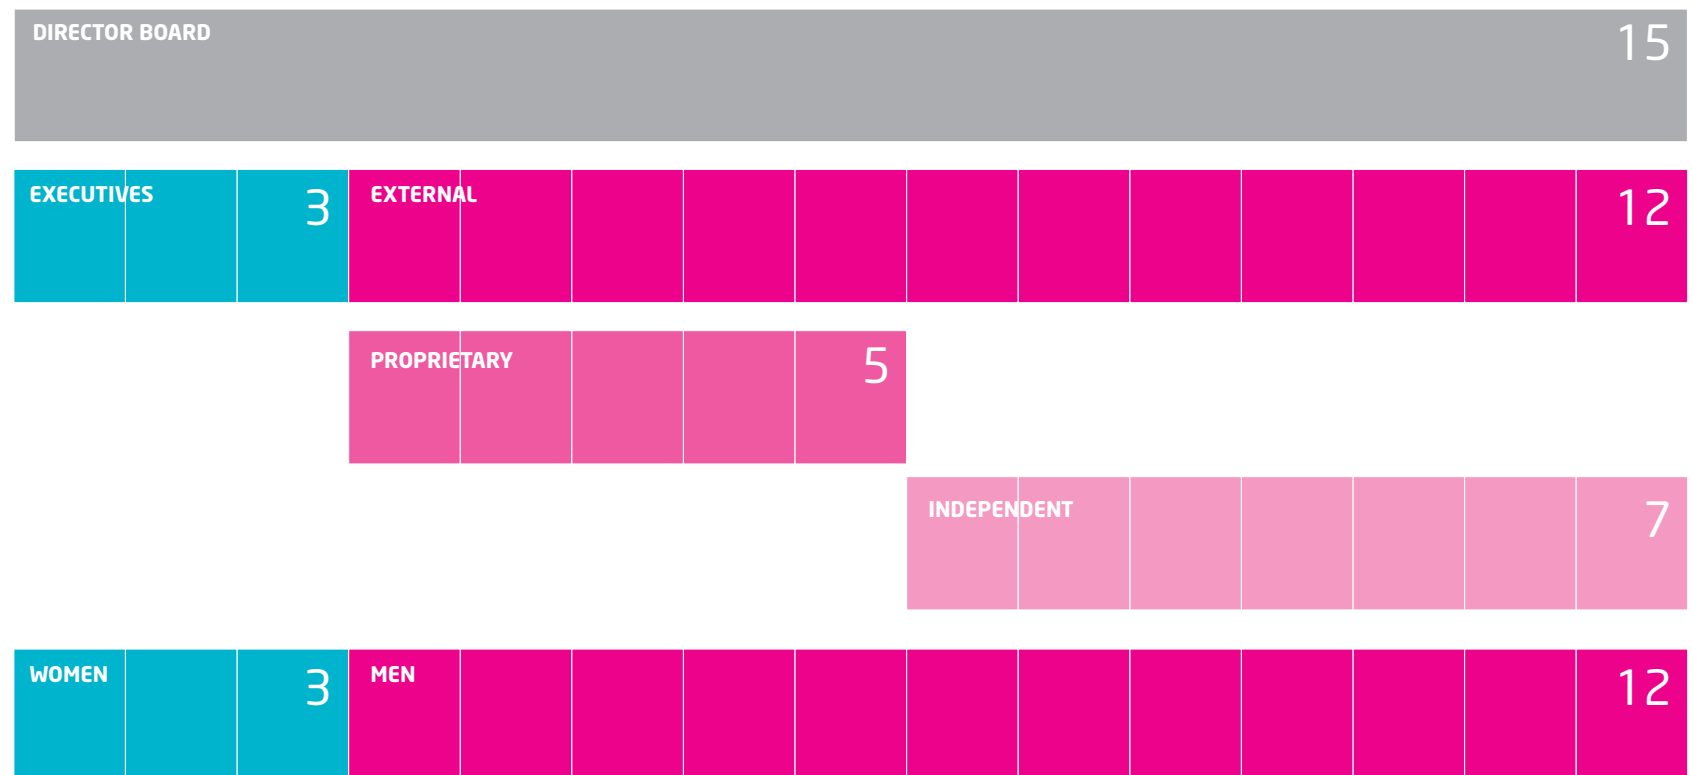 DIRECTOR BOARD 15
EXECUTIVES 3 EXTERNAL 12
PROPRIETARY 5
INDEPENDENT 7
WOMEN 3 MEN 12